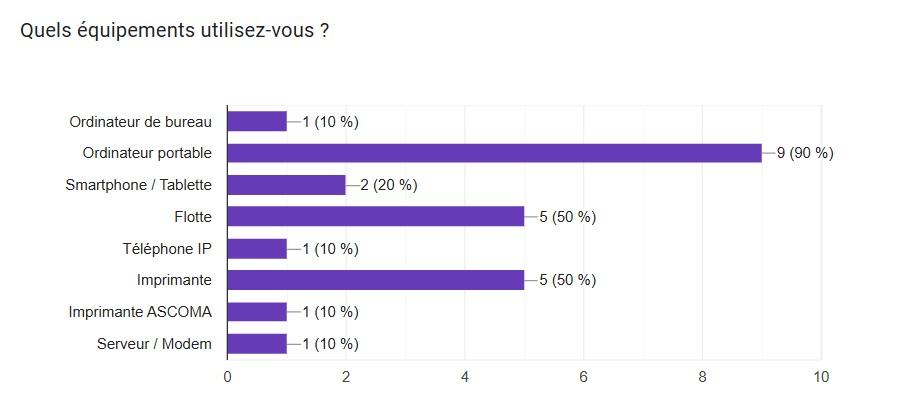 Quels équipements utilisez-vous ?
Ordinateur de bureau 1 (10 %)
Ordinateur portable 9 (90 %)
Smartphone / Tablette 2 (20 %)
Flotte 5 (50 %)
Téléphone IP 1 (10 %)
Imprimante 5 (50 %)
Imprimante ASCOMA 1 (10 %)
Serveur / Modem 1 (10 %)
0 2 4 6 8 10